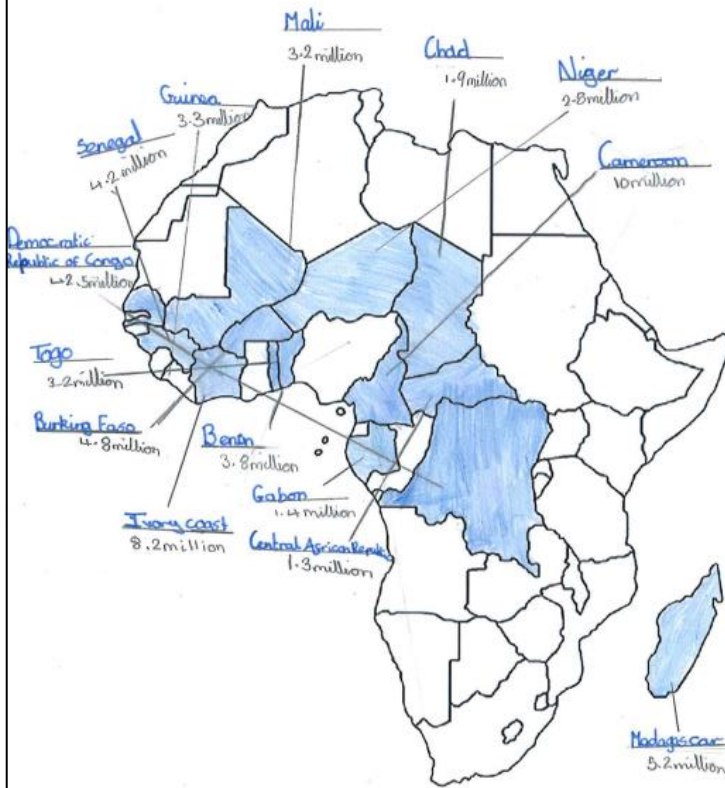 Mali
3.2 million
Chad
1.9 million
Niger
2.8 million
Guinea
3.3 million
Senegal
4.2 million
Cameroon
10 million
Democratic
Republic of Congo
42.5 million
Togo
3.2 million
Burking Faso
4.8 million
Benin
3.8 million
Gabon
1.4 million
Ivory coast
8.2 million
Central African Republic
1.3 million
Madagascar
5.2 million